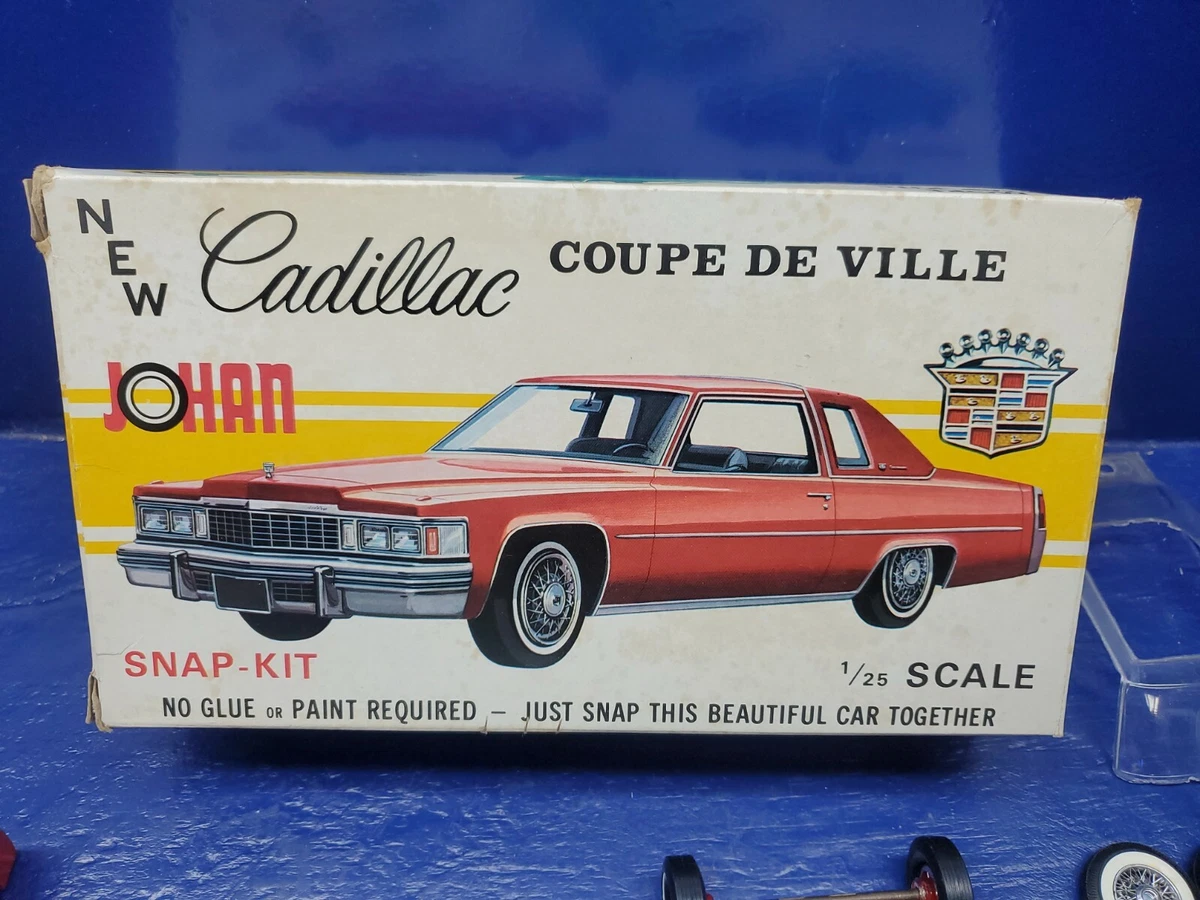 NEW
Cadillac COUPE DE VILLE
JOHAN
SNAP-KIT
1/25 SCALE
NO GLUE OR PAINT REQUIRED – JUST SNAP THIS BEAUTIFUL CAR TOGETHER